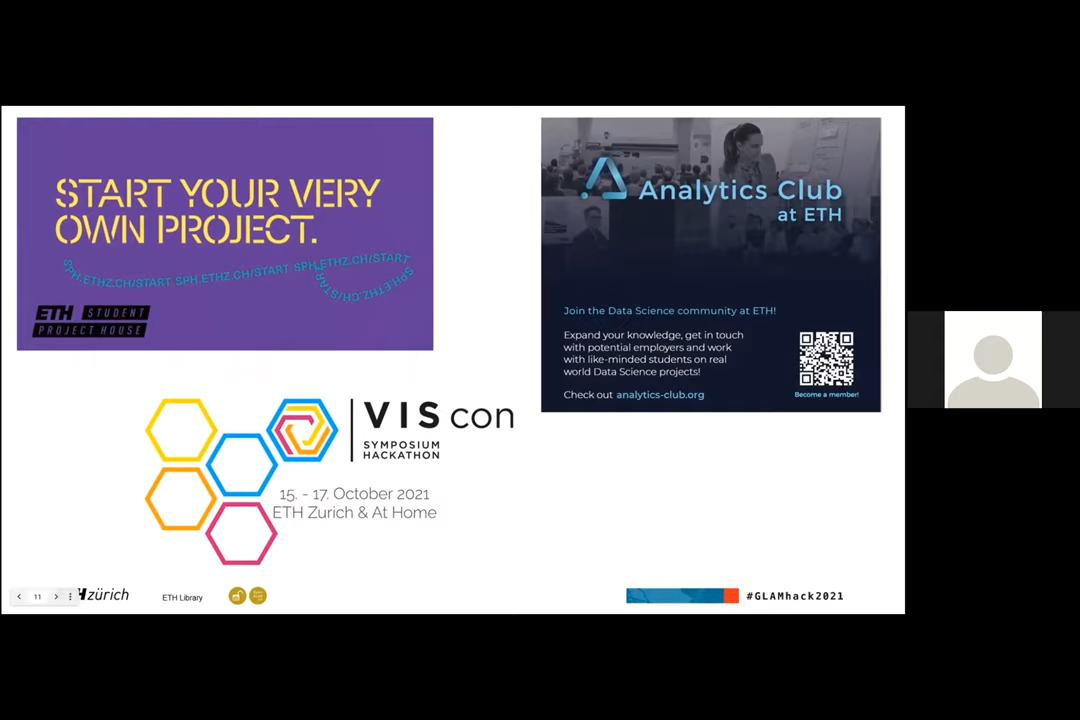 START YOUR VERY
OWN PROJECT.
SPH.ETHZ.CH/START SPH.ETHZ.CH/START SPH.ETHZ.CH/START
SPH.ETHZ.CH/START
ETH STUDENT
PROJECT HOUSE
Analytics Club
at ETH
Join the Data Science community at ETH!
Expand your knowledge, get in touch
with potential employers and work
with like-minded students on real
world Data Science projects!
Check out analytics-club.org
Become a member!
VIS con
SYMPOSIUM
HACKATHON
15. - 17. October 2021
ETH Zurich & At Home
11
zürich
ETH Library
#GLAMhack2021